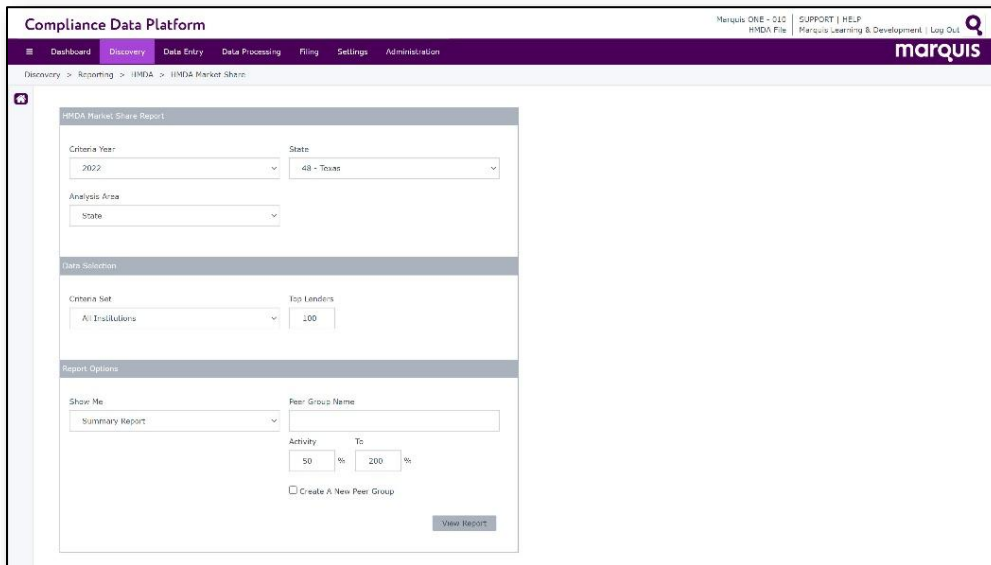 Compliance Data Platform
Marquis ONE - 010 | SUPPORT | HELP
HMDA File | Marquis Learning & Development | Log Out
Dashboard Discovery Data Entry Data Processing Filing Settings Administration
marquis
Discovery > Reporting > HMDA > HMDA Market Share
HMDA Market Share Report
Criteria Year State
2022 48 - Texas
Analysis Area
State
Data Selection
Criteria Set Top Lenders
All Institutions 100
Report Options
Show Me Peer Group Name
Summary Report
Activity To
50 % 200 %
Create A New Peer Group
View Report